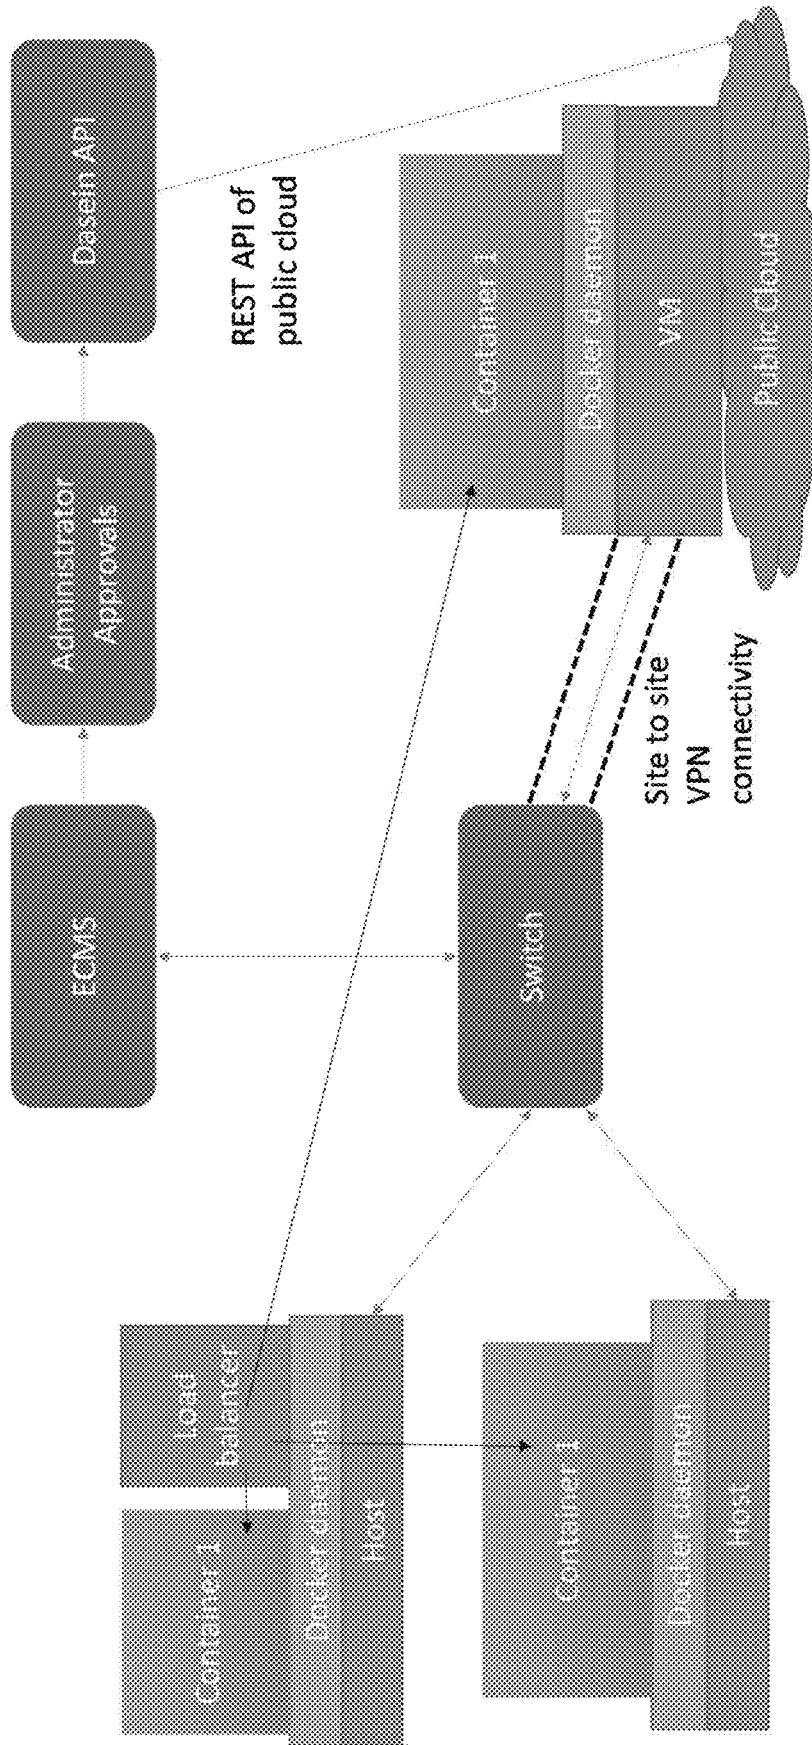 ECMS
Administrator
Approvals
Dasein API
REST API of
public cloud
Container 1
Load
balancer
Docker daemon
Host
Container 1
Docker daemon
Host
Switch
Site to site
VPN
connectivity
Container 1
Docker daemon
VM
Public Cloud